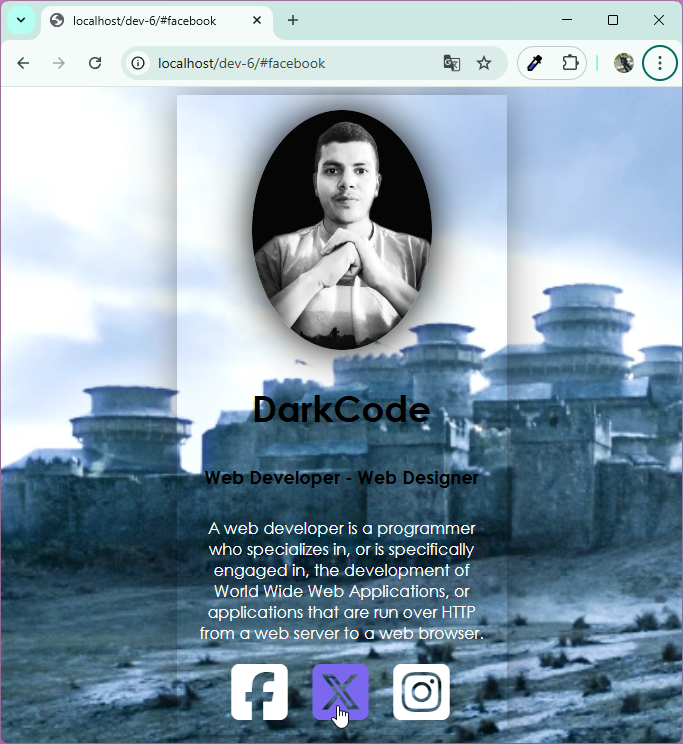 localhost/dev-6/#facebook
localhost/dev-6/#facebook
DarkCode
Web Developer - Web Designer
A web developer is a programmer
who specializes in, or is specifically
engaged in, the development of
World Wide Web Applications, or
applications that are run over HTTP
from a web server to a web browser.